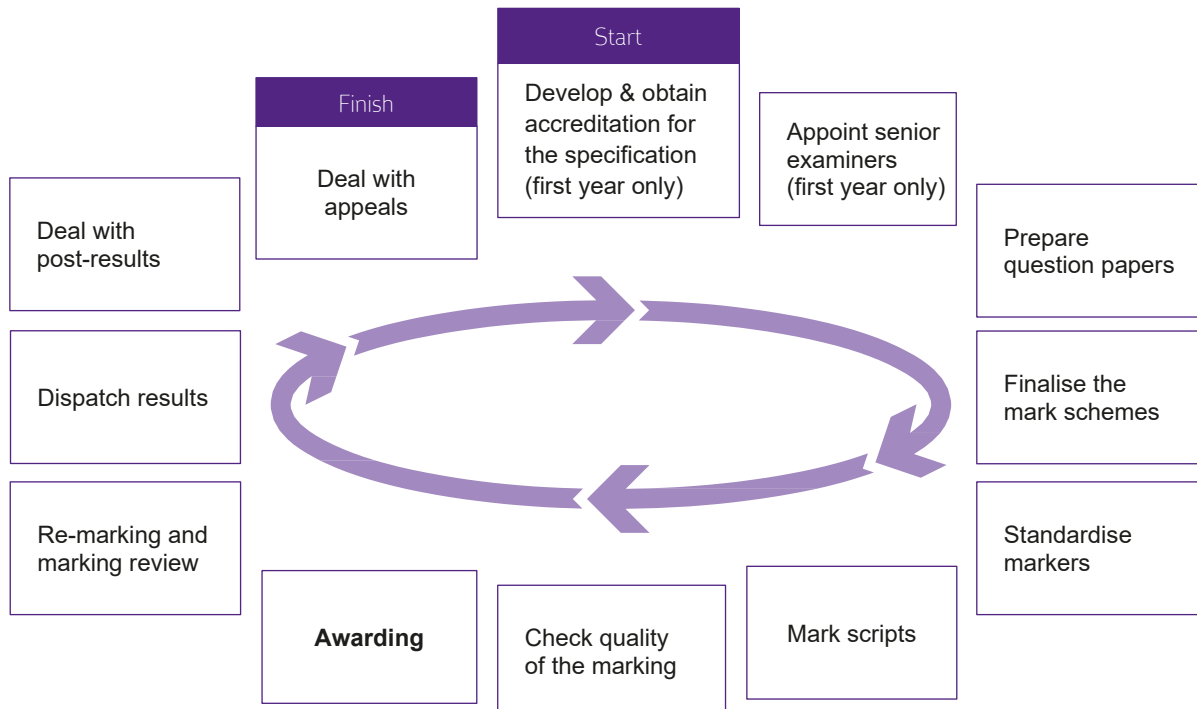 Start
Develop & obtain
accreditation for
the specification
(first year only)
Appoint senior
examiners
(first year only)
Prepare
question papers
Finalise the
mark schemes
Standardise
markers
Mark scripts
Check quality
of the marking
Awarding
Re-marking and
marking review
Dispatch results
Deal with
post-results
Finish
Deal with
appeals